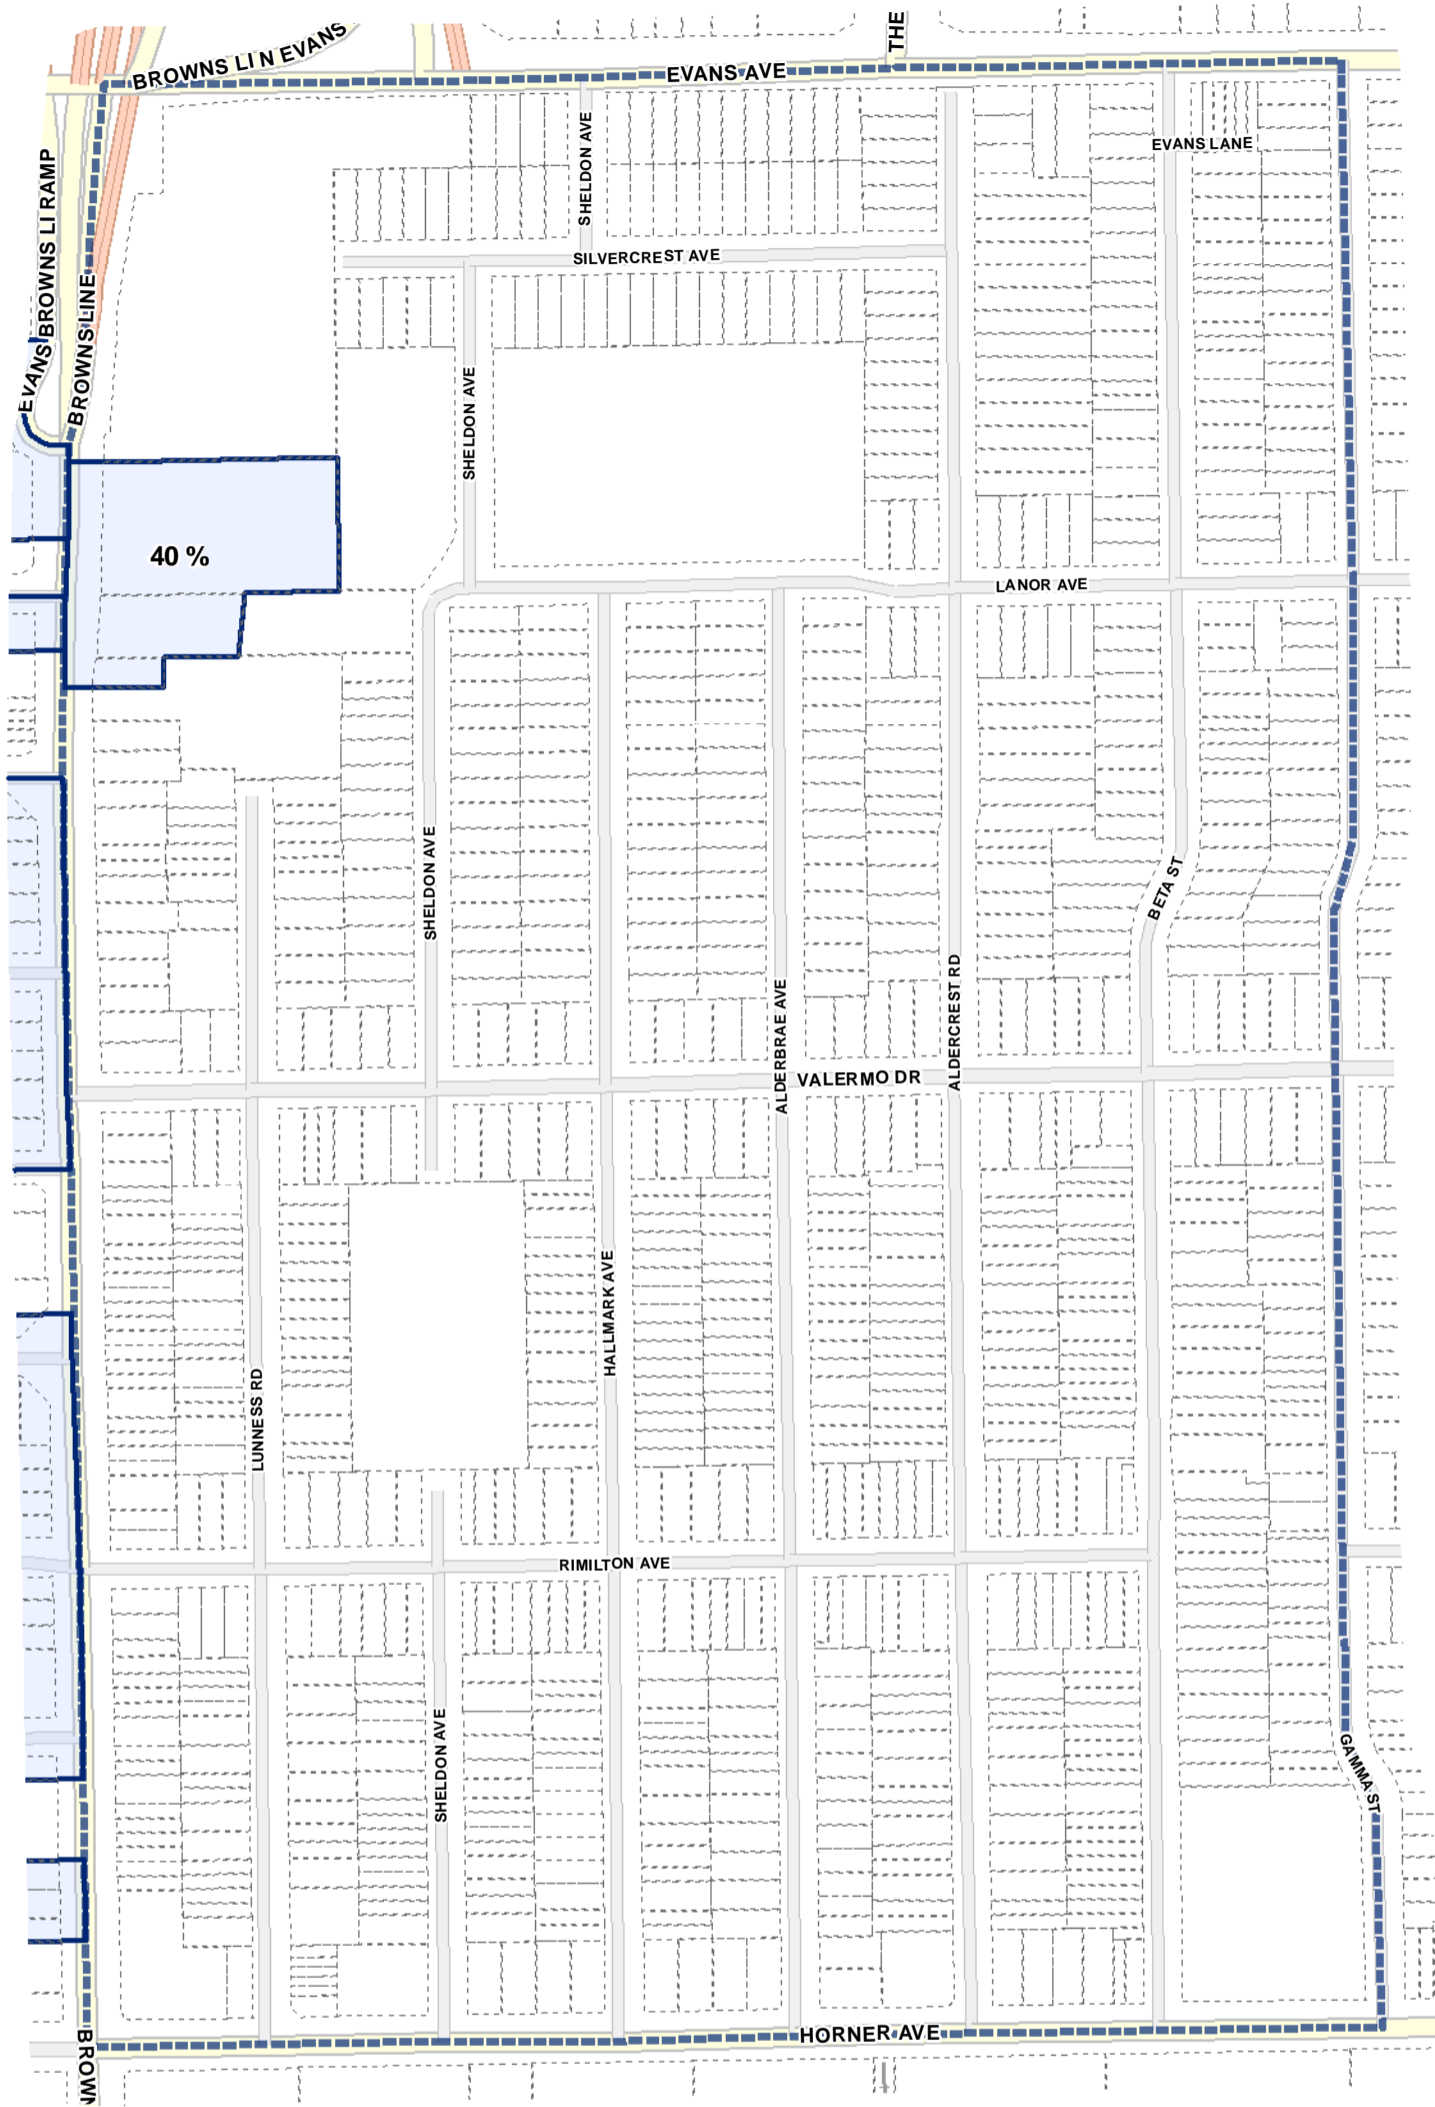 THE
BROWNS LI N EVANS
EVANS AVE
EVANS LANE
SHELDON AVE
EVANS BROWNS LI RAMP
BROWNS LINE
SILVERCREST AVE
SHELDON AVE
40 %
LANOR AVE
SHELDON AVE
BETA ST
ALDERBRAE AVE
ALDERCREST RD
VALERMO DR
HALLMARK AVE
LUNNESS RD
RIMILTON AVE
SHELDON AVE
GAMMA ST
HORNER AVE
BROWN